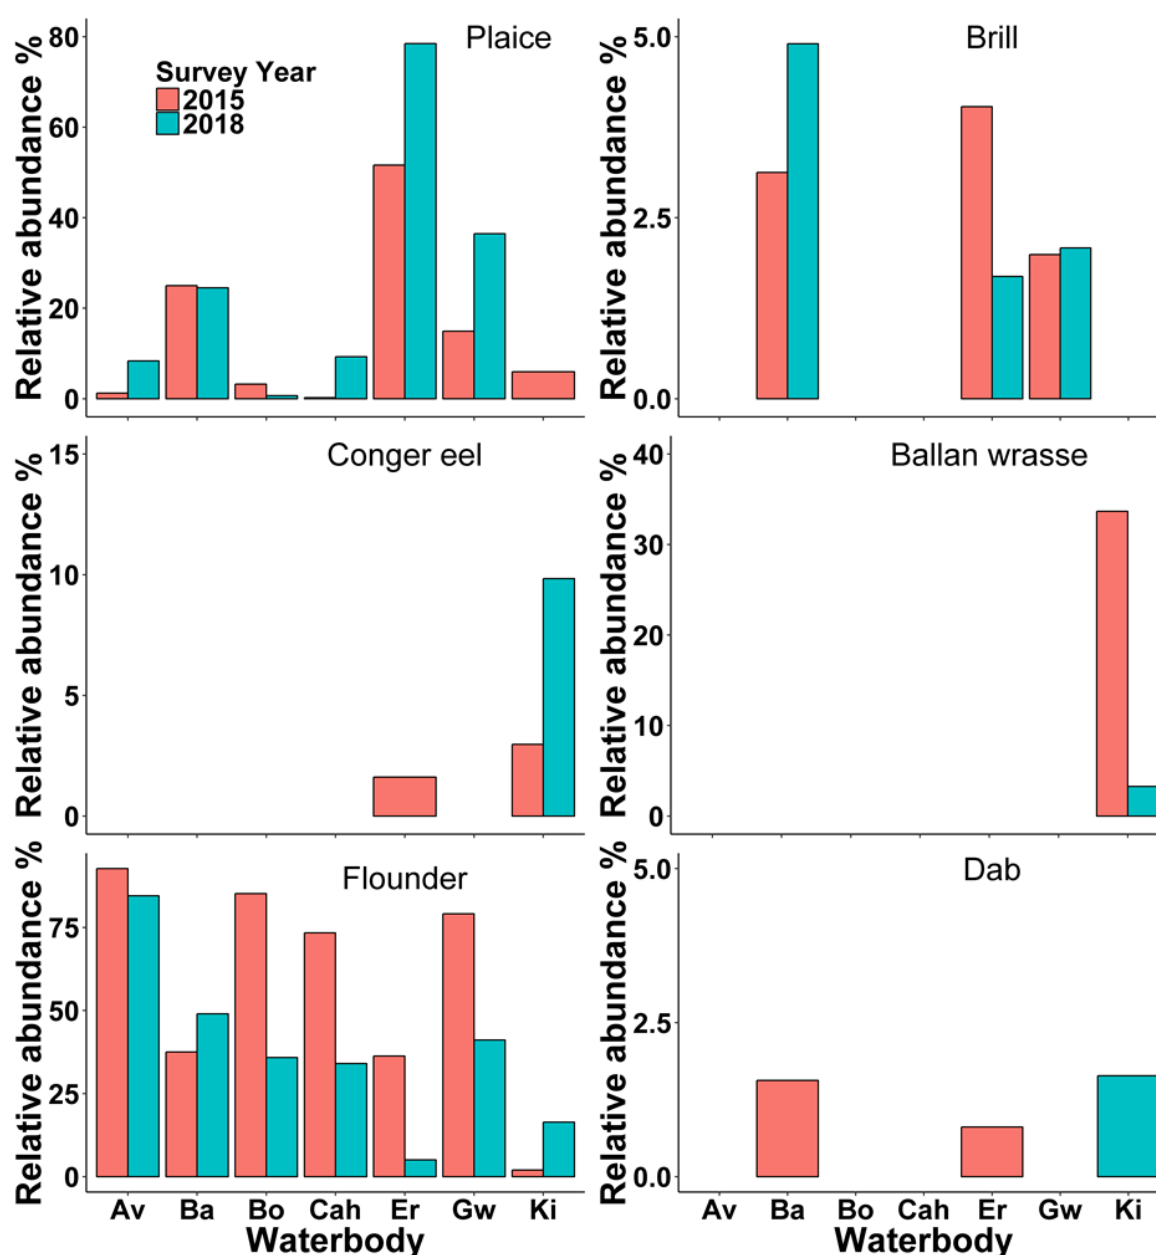 Plaice
Survey Year
2015
2018
Relative abundance %
80
60
40
20
0
Brill
Relative abundance %
5.0
2.5
0.0
Conger eel
Relative abundance %
15
10
5
0
Ballan wrasse
Relative abundance %
40
30
20
10
0
Flounder
Relative abundance %
75
50
25
0
Av Ba Bo Cah Er Gw Ki
Waterbody
Dab
Relative abundance %
5.0
2.5
0.0
Av Ba Bo Cah Er Gw Ki
Waterbody